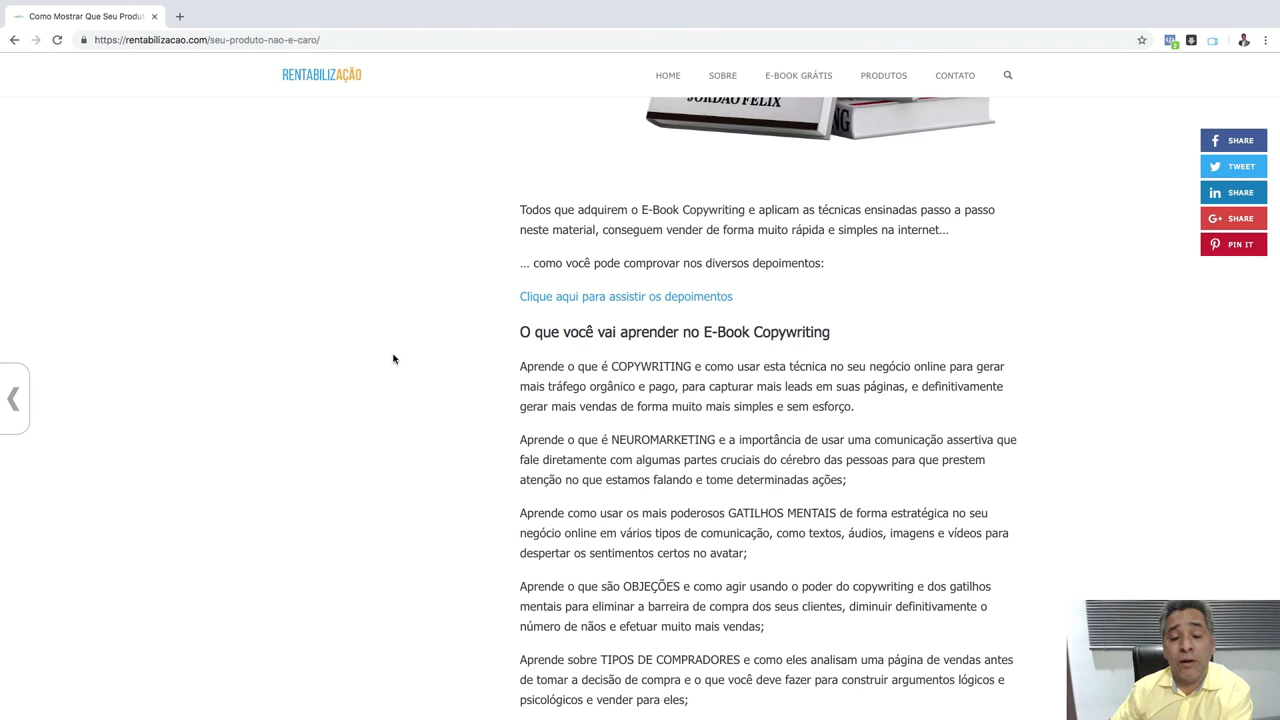 Como Mostrar Que Seu Produt
https://rentabilizacao.com/seu-produto-nao-e-caro/
RENTABILIZAÇÃO
HOME
SOBRE
E-BOOK GRÁTIS
PRODUTOS
CONTATO
JORDÃO FELIX
NG
SHARE
TWEET
SHARE
SHARE
PIN IT
Todos que adquirem o E-Book Copywriting e aplicam as técnicas ensinadas passo a passo
neste material, conseguem vender de forma muito rápida e simples na internet…
… como você pode comprovar nos diversos depoimentos:
Clique aqui para assistir os depoimentos
O que você vai aprender no E-Book Copywriting
Aprende o que é COPYWRITING e como usar esta técnica no seu negócio online para gerar
mais tráfego orgânico e pago, para capturar mais leads em suas páginas, e definitivamente
gerar mais vendas de forma muito mais simples e sem esforço.
Aprende o que é NEUROMARKETING e a importância de usar uma comunicação assertiva que
fale diretamente com algumas partes cruciais do cérebro das pessoas para que prestem
atenção no que estamos falando e tome determinadas ações;
Aprende como usar os mais poderosos GATILHOS MENTAIS de forma estratégica no seu
negócio online em vários tipos de comunicação, como textos, áudios, imagens e vídeos para
despertar os sentimentos certos no avatar;
Aprende o que são OBJEÇÕES e como agir usando o poder do copywriting e dos gatilhos
mentais para eliminar a barreira de compra dos seus clientes, diminuir definitivamente o
número de nãos e efetuar muito mais vendas;
Aprende sobre TIPOS DE COMPRADORES e como eles analisam uma página de vendas antes
de tomar a decisão de compra e o que você deve fazer para construir argumentos lógicos e
psicológicos e vender para eles;